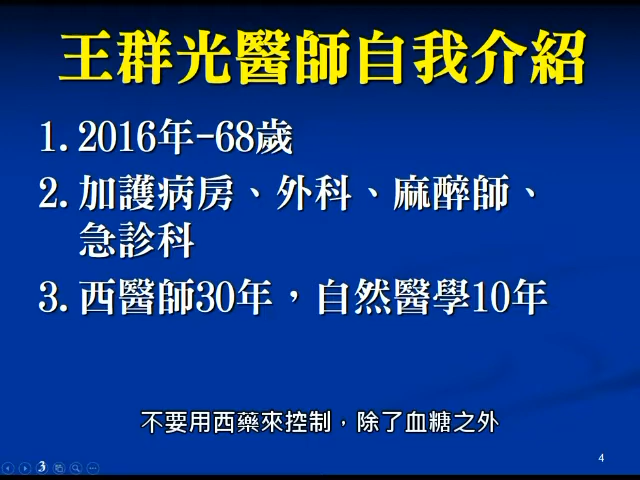 王群光醫師自我介紹
1. 2016年-68歲
2. 加護病房、外科、麻醉師、
急診科
3. 西醫師30年，自然醫學10年
不要用西藥來控制，除了血糖之外
4
3